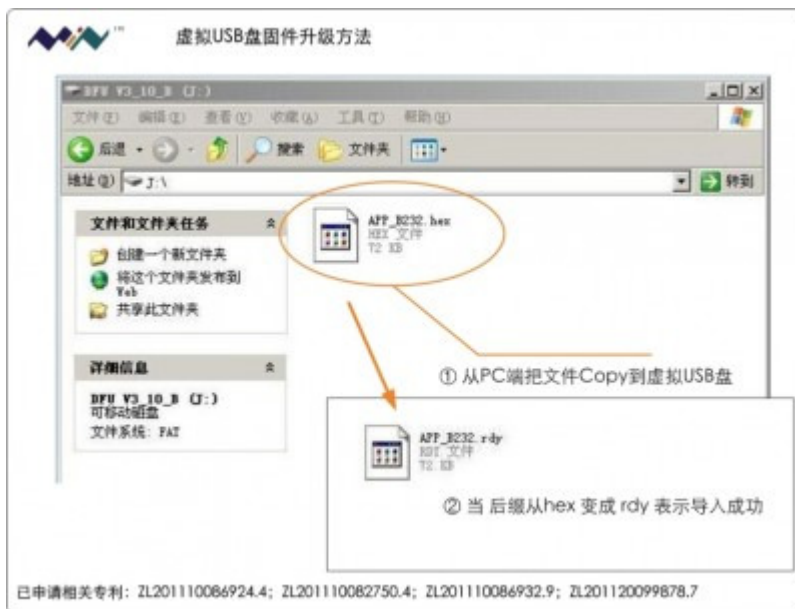 MiniDSO™
虚拟USB盘固件升级方法
DFU V3_10_B (J:)
文件(F) 编辑(E) 查看(V) 收藏(A) 工具(T) 帮助(H)
后退 搜索 文件夹
地址(D) J:\ 转到
文件和文件夹任务
创建一个新文件夹
将这个文件夹发布到
Web
共享此文件夹
APP_B232.hex
HEX 文件
72 KB
详细信息
DFU V3_10_B (J:)
可移动磁盘
文件系统: FAT
① 从PC端把文件Copy到虚拟USB盘
APP_B232.rdy
RDY 文件
72 KB
② 当 后缀从hex 变成 rdy 表示导入成功
已申请相关专利：ZL201110086924.4; ZL201110082750.4; ZL201110086932.9; ZL201120099878.7